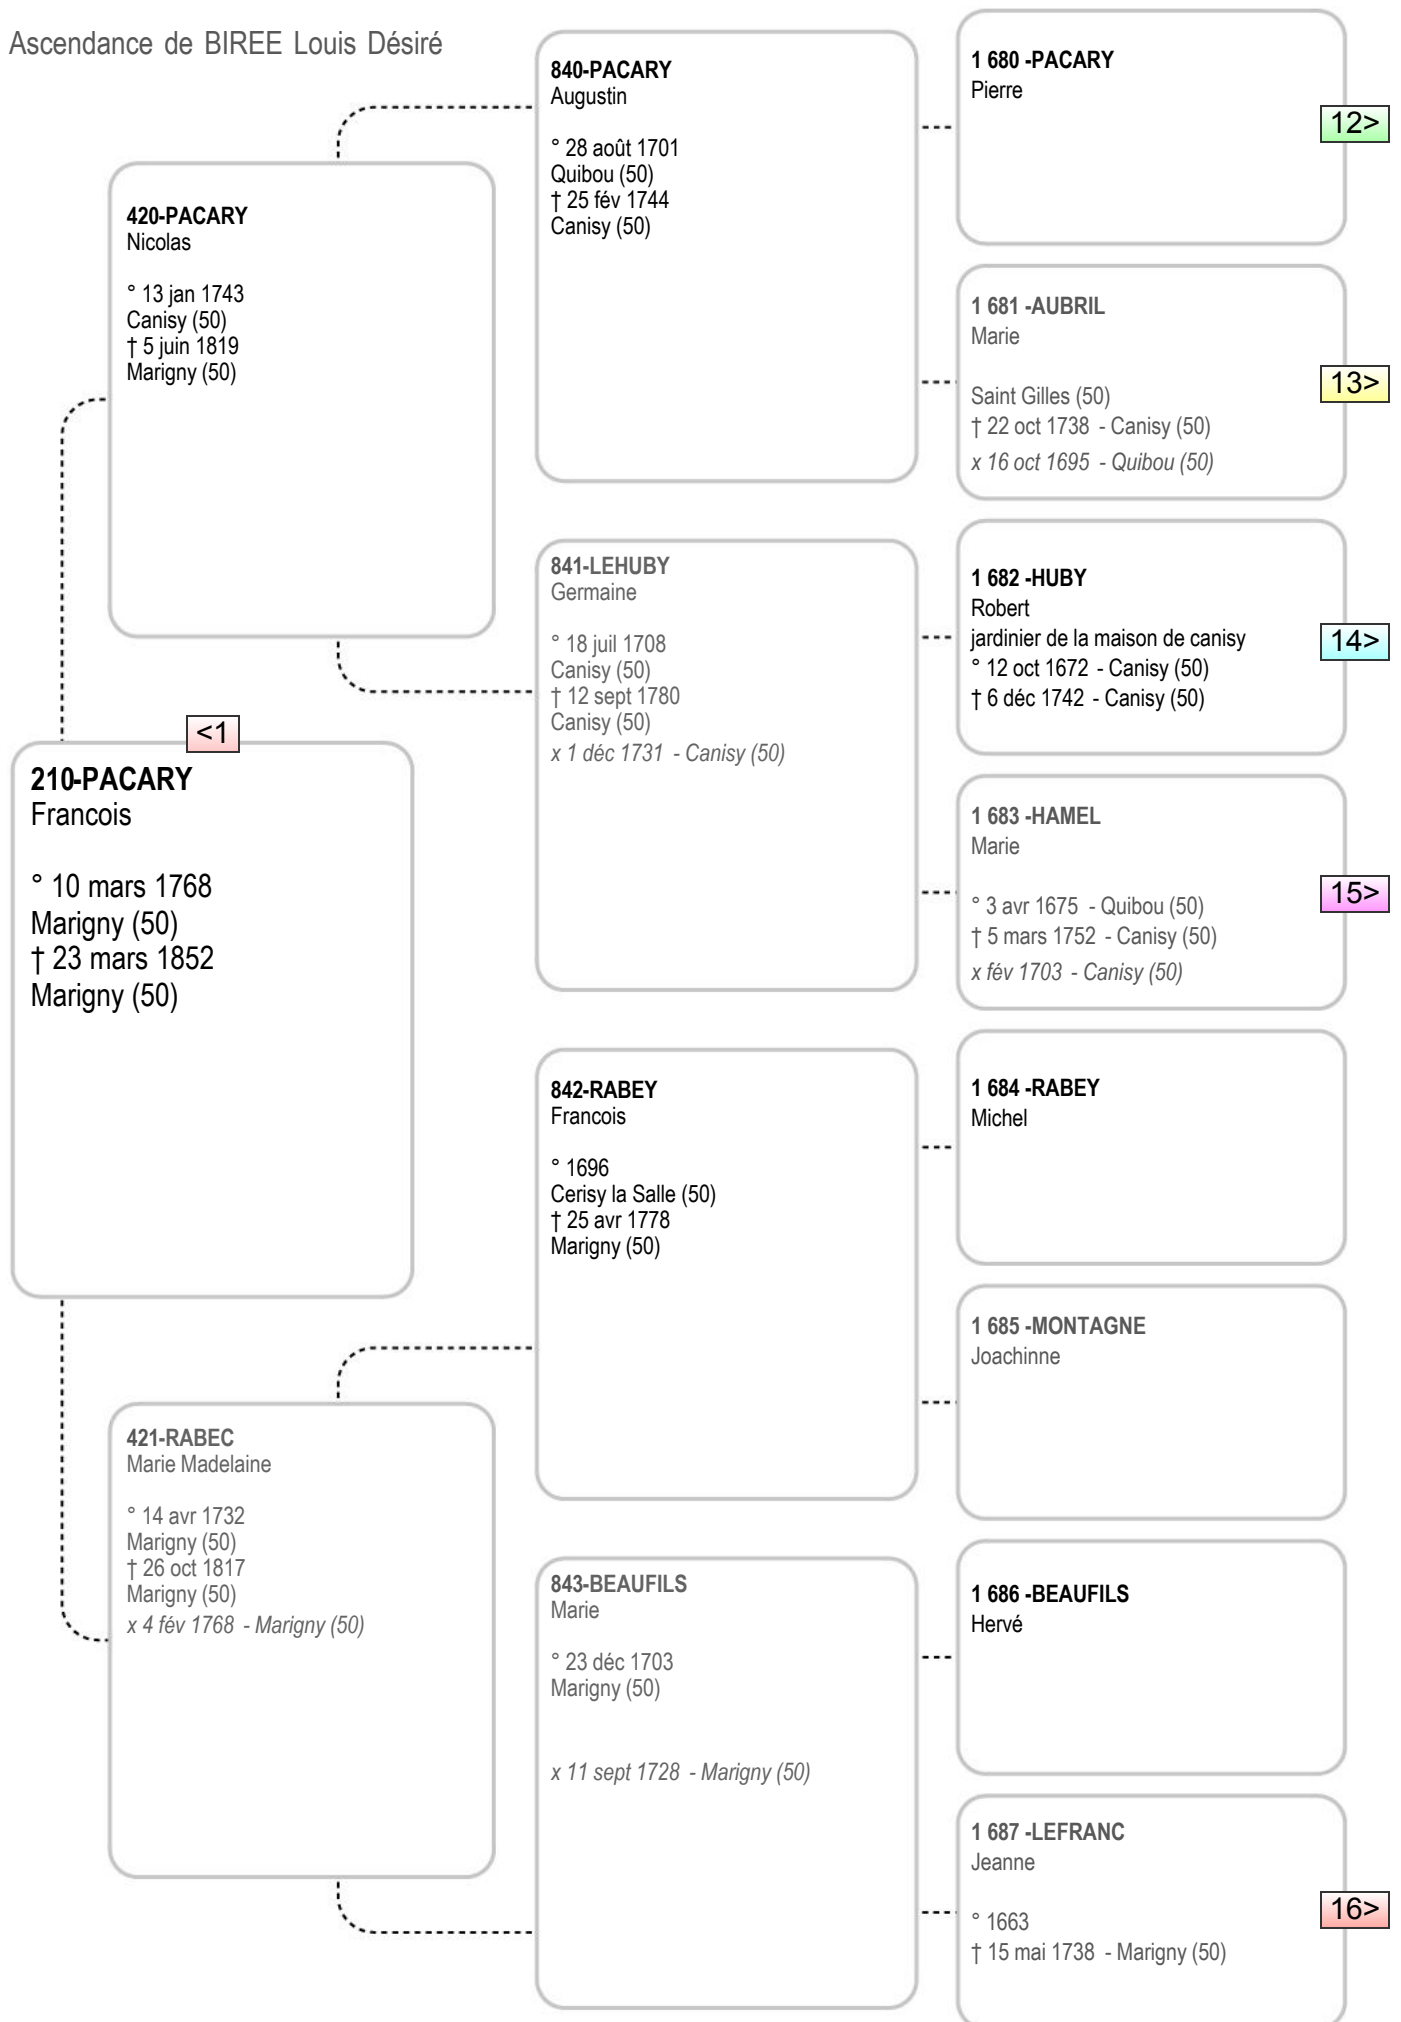 Ascendance de BIREE Louis Désiré
<1
210-PACARY
Francois
° 10 mars 1768
Marigny (50)
† 23 mars 1852
Marigny (50)
420-PACARY
Nicolas
° 13 jan 1743
Canisy (50)
† 5 juin 1819
Marigny (50)
421-RABEC
Marie Madelaine
° 14 avr 1732
Marigny (50)
† 26 oct 1817
Marigny (50)
x 4 fév 1768 - Marigny (50)
840-PACARY
Augustin
° 28 août 1701
Quibou (50)
† 25 fév 1744
Canisy (50)
841-LEHUBY
Germaine
° 18 juil 1708
Canisy (50)
† 12 sept 1780
Canisy (50)
x 1 déc 1731 - Canisy (50)
842-RABEY
Francois
° 1696
Cerisy la Salle (50)
† 25 avr 1778
Marigny (50)
843-BEAUFILS
Marie
° 23 déc 1703
Marigny (50)
x 11 sept 1728 - Marigny (50)
1 680 -PACARY
Pierre
12>
1 681 -AUBRIL
Marie
Saint Gilles (50)
† 22 oct 1738 - Canisy (50)
x 16 oct 1695 - Quibou (50)
13>
1 682 -HUBY
Robert
jardinier de la maison de canisy
° 12 oct 1672 - Canisy (50)
† 6 déc 1742 - Canisy (50)
14>
1 683 -HAMEL
Marie
° 3 avr 1675 - Quibou (50)
† 5 mars 1752 - Canisy (50)
x fév 1703 - Canisy (50)
15>
1 684 -RABEY
Michel
1 685 -MONTAGNE
Joachinne
1 686 -BEAUFILS
Hervé
1 687 -LEFRANC
Jeanne
° 1663
† 15 mai 1738 - Marigny (50)
16>